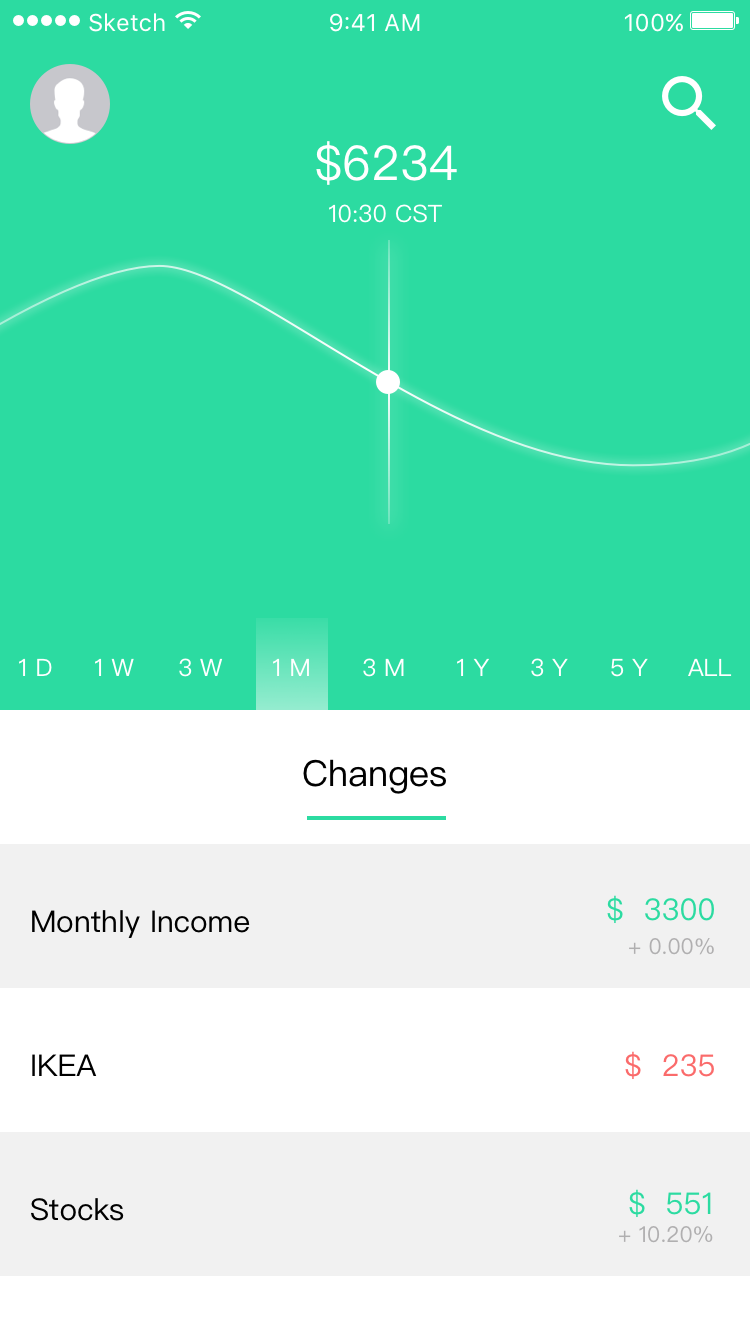 Sketch 9:41 AM 100%
$6234
10:30 CST
1 D 1 W 3 W 1 M 3 M 1 Y 3 Y 5 Y ALL
Changes
Monthly Income $ 3300
+ 0.00%
IKEA $ 235
Stocks $ 551
+ 10.20%